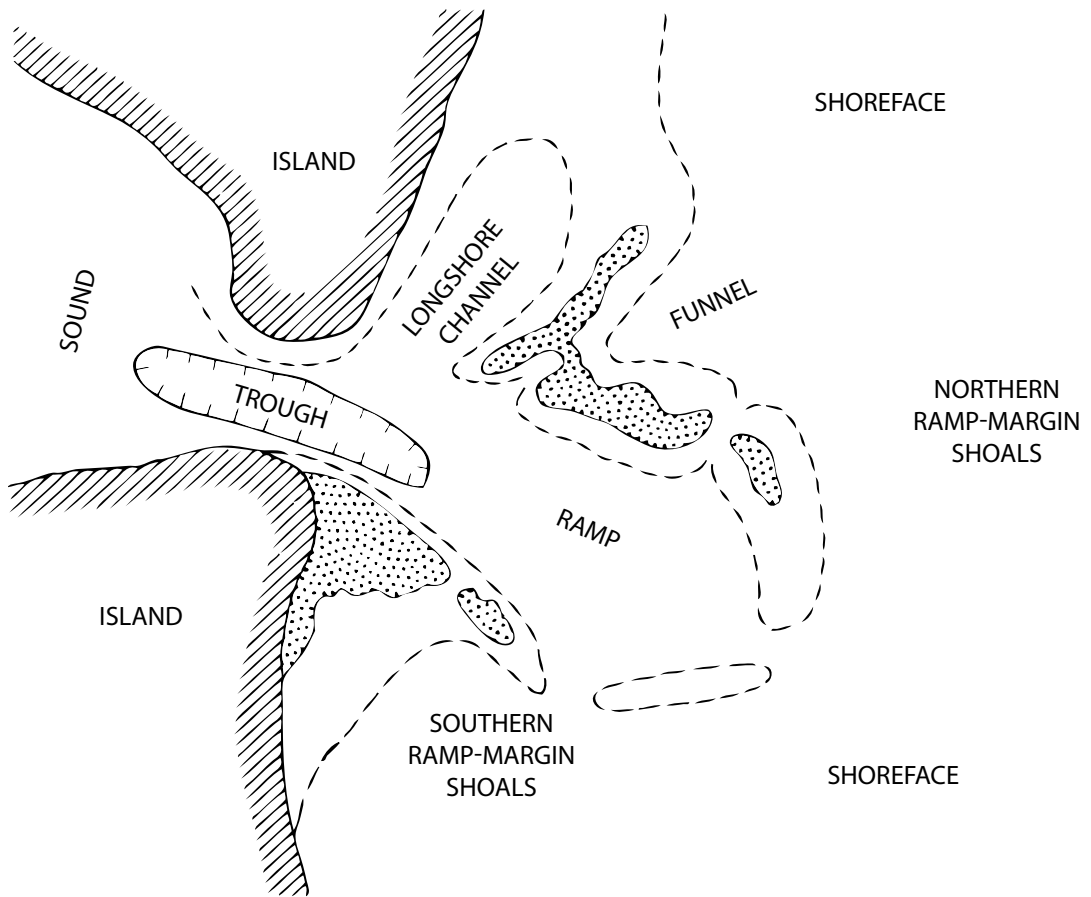 SHOREFACE
ISLAND
LONGSHORE
CHANNEL
SOUND
FUNNEL
TROUGH
NORTHERN
RAMP-MARGIN
SHOALS
RAMP
ISLAND
SOUTHERN
RAMP-MARGIN
SHOALS
SHOREFACE